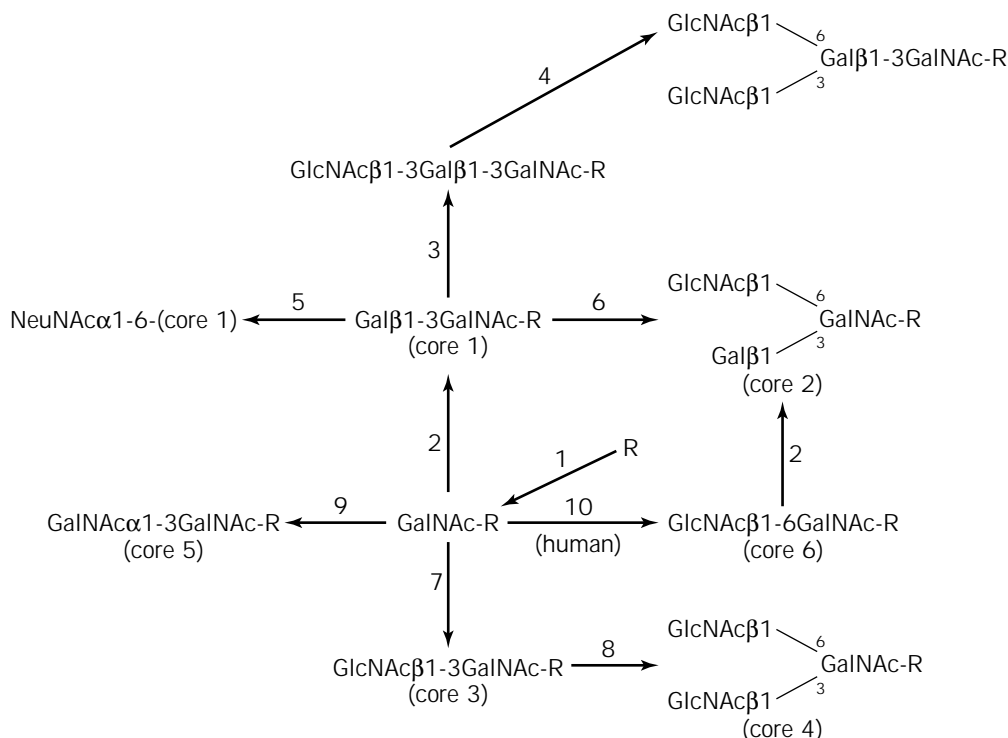 GlcNAcβ1
6
4
Galβ1-3GalNAc-R
3
GlcNAcβ1
GlcNAcβ1-3Galβ1-3GalNAc-R
3
GlcNAcβ1
6
NeuNAcα1-6-(core 1)
5
Galβ1-3GalNAc-R
(core 1)
6
GalNAc-R
3
Galβ1
(core 2)
2
1
R
2
GalNAcα1-3GalNAc-R
(core 5)
9
GalNAc-R
10
(human)
GlcNAcβ1-6GalNAc-R
(core 6)
7
GlcNAcβ1
6
GlcNAcβ1-3GalNAc-R
(core 3)
8
GalNAc-R
3
GlcNAcβ1
(core 4)